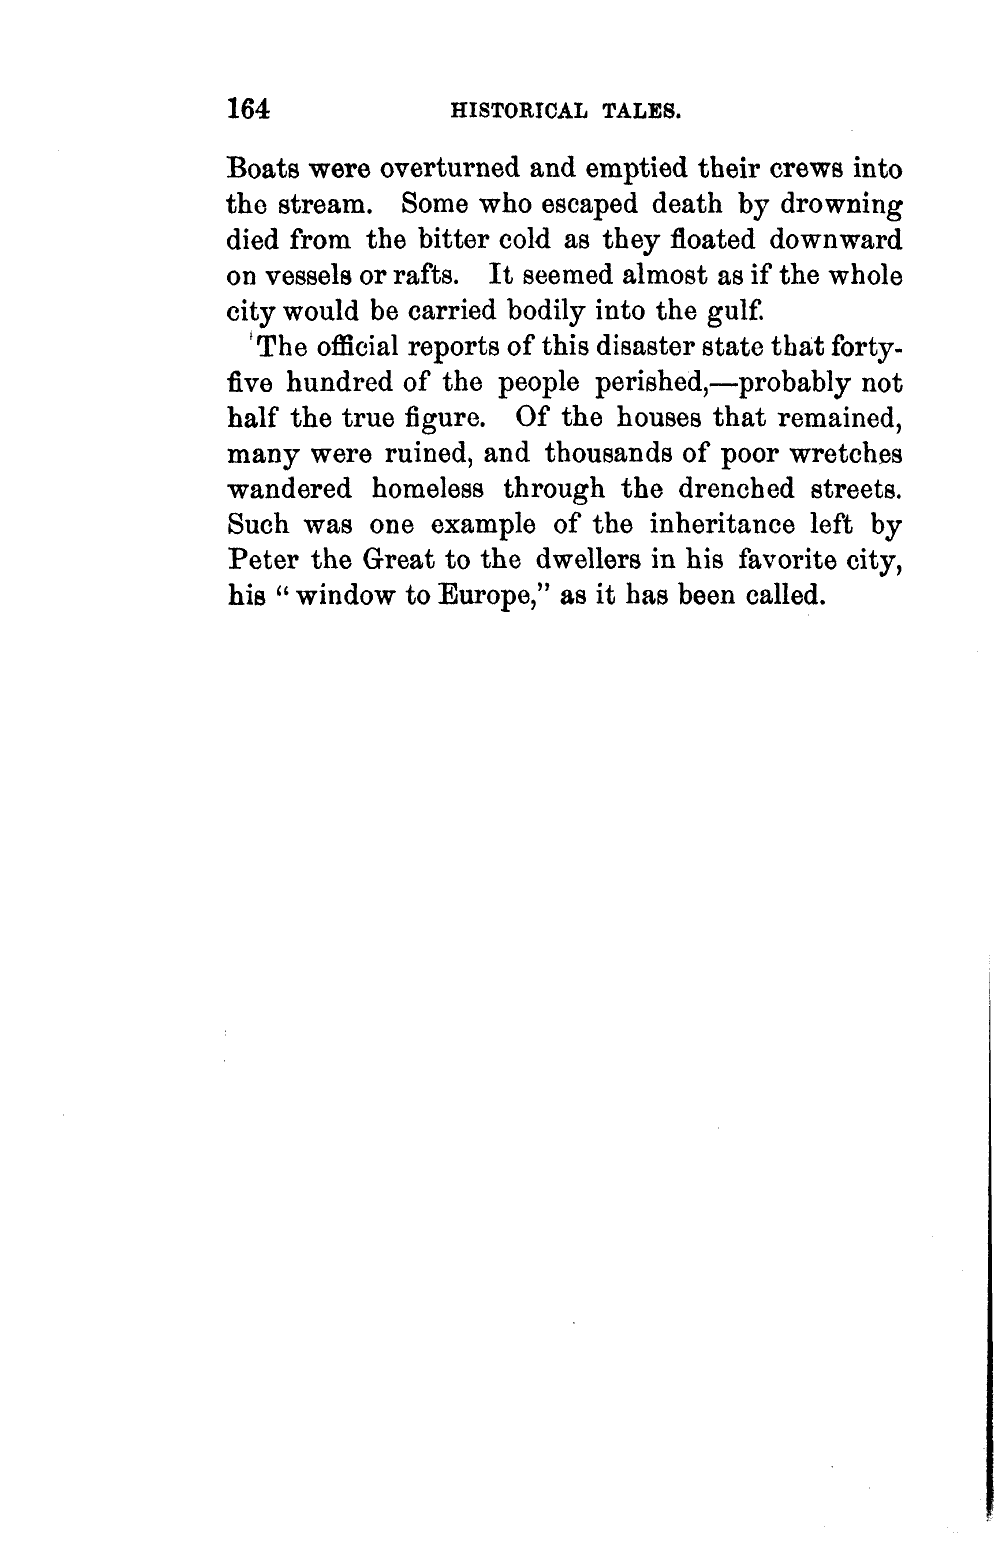 164 HISTORICAL TALES.
Boats were overturned and emptied their crews into
the stream. Some who escaped death by drowning
died from the bitter cold as they floated downward
on vessels or rafts. It seemed almost as if the whole
city would be carried bodily into the gulf.
The official reports of this disaster state that forty-
five hundred of the people perished,—probably not
half the true figure. Of the houses that remained,
many were ruined, and thousands of poor wretches
wandered homeless through the drenched streets.
Such was one example of the inheritance left by
Peter the Great to the dwellers in his favorite city,
his “ window to Europe,” as it has been called.